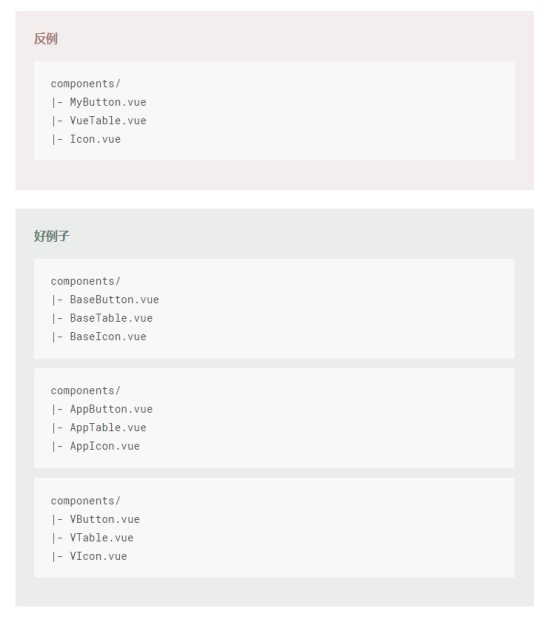 反例
components/
|- MyButton.vue
|- VueTable.vue
|- Icon.vue
好例子
components/
|- BaseButton.vue
|- BaseTable.vue
|- BaseIcon.vue
components/
|- AppButton.vue
|- AppTable.vue
|- AppIcon.vue
components/
|- VButton.vue
|- VTable.vue
|- VIcon.vue